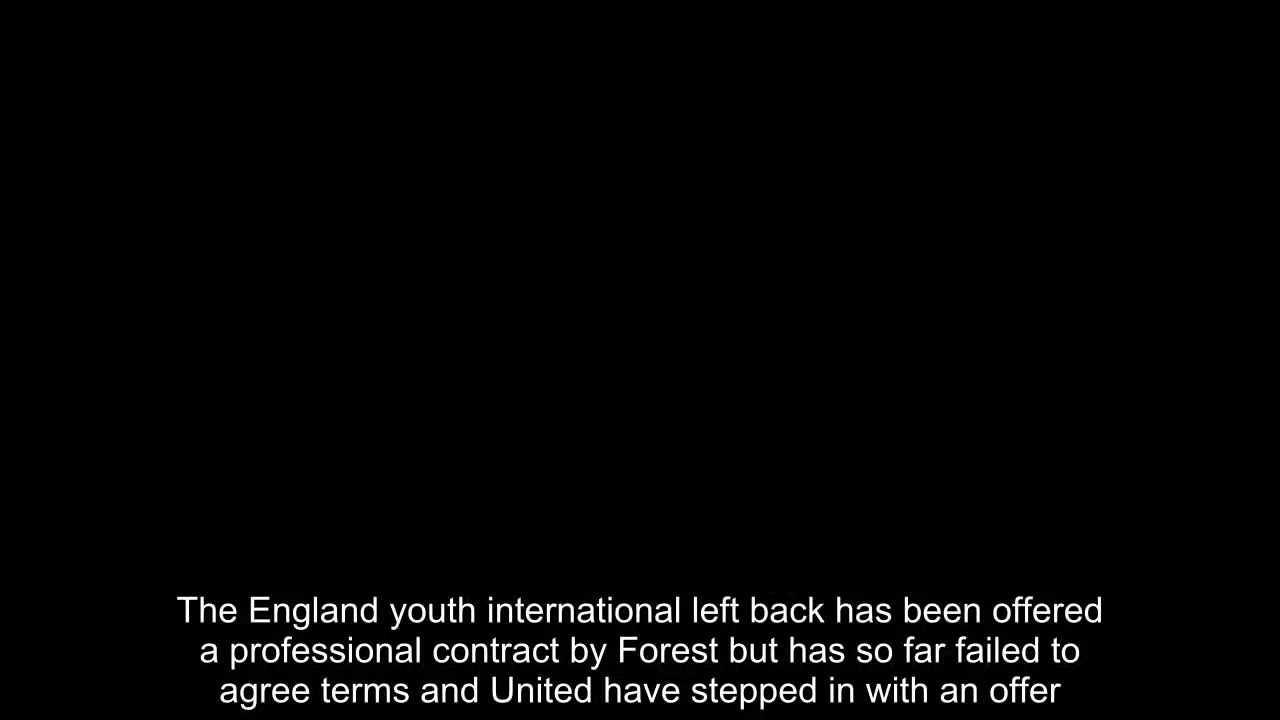 The England youth international left back has been offered
a professional contract by Forest but has so far failed to
agree terms and United have stepped in with an offer